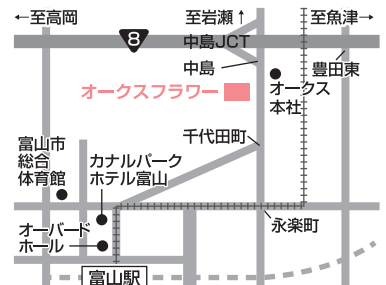 ←至高岡
至岩瀬↑
至魚津→
8
中島JCT
中島
豊田東
オークスフラワー
オークス
本社
千代田町
富山市
総合
体育館
カナルパーク
ホテル富山
オーバード
ホール
永楽町
富山駅